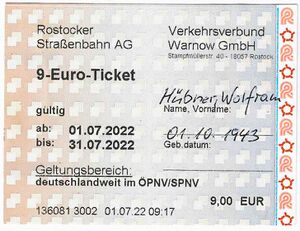 Rostocker Verkehrsverbund
Straßenbahn AG Warnow GmbH
Stampfmüllerstr. 40 - 18057 Rostock
9-Euro-Ticket
Hübner, Wolfram
gültig Name, Vorname:
ab: 01.07.2022 01.10.1943
bis: 31.07.2022 Geb.datum:
Geltungsbereich:
deutschlandweit im ÖPNV/SPNV
9,00 EUR
136081 3002 01.07.22 09:17